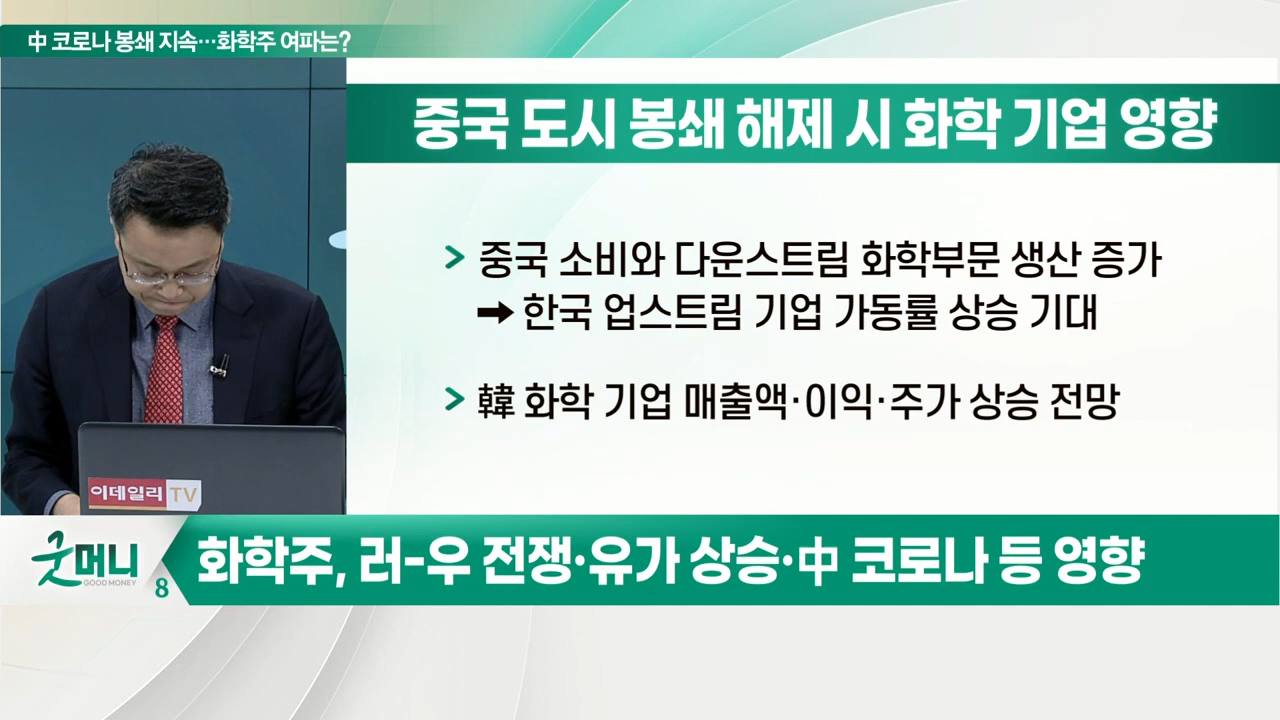 中 코로나 봉쇄 지속…화학주 여파는?
중국 도시 봉쇄 해제 시 화학 기업 영향
> 중국 소비와 다운스트림 화학부문 생산 증가
➡ 한국 업스트림 기업 가동률 상승 기대
> 韓 화학 기업 매출액·이익·주가 상승 전망
이데일리 TV
굿머니
GOOD MONEY
8
화학주, 러-우 전쟁·유가 상승·中 코로나 등 영향